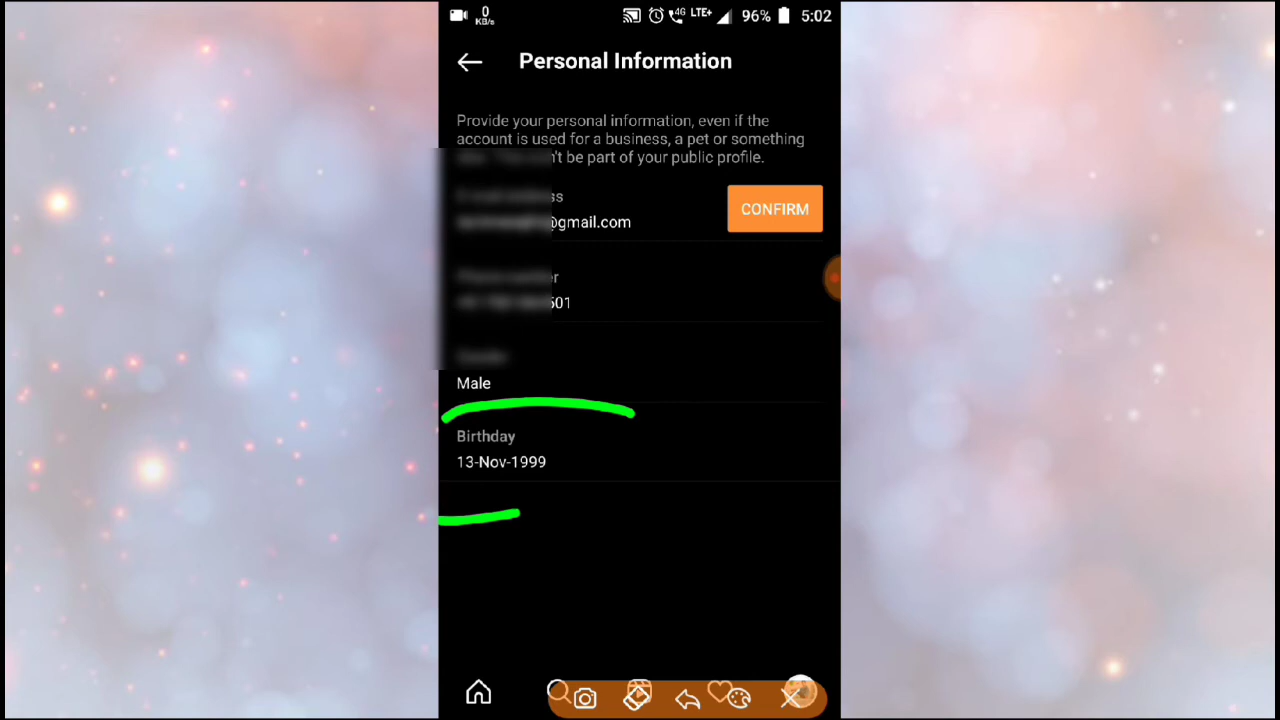 0
KB/s
4G LTE+ 96% 5:02
Personal Information
Provide your personal information, even if the
account is used for a business, a pet or something
't be part of your public profile.
@gmail.com
CONFIRM
501
Male
Birthday
13-Nov-1999